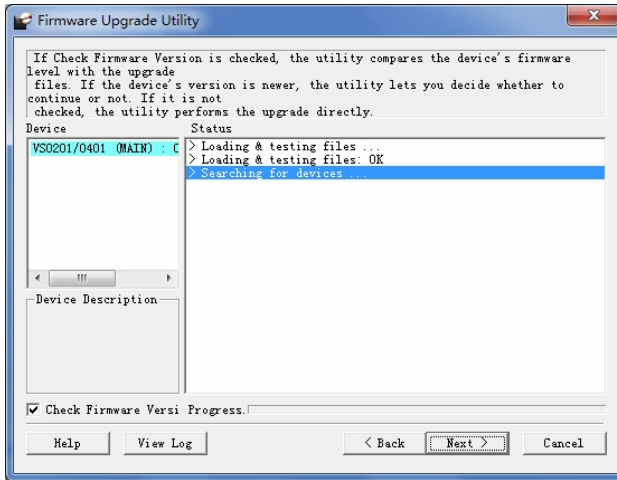 Firmware Upgrade Utility
If Check Firmware Version is checked, the utility compares the device's firmware
level with the upgrade
files. If the device's version is newer, the utility lets you decide whether to
continue or not. If it is not
checked, the utility performs the upgrade directly.
Device
Status
VS0201/0401 (MAIN) : C
> Loading & testing files ...
> Loading & testing files: OK
> Searching for devices ...
Device Description
Check Firmware Versi Progress.
Help View Log < Back Next > Cancel